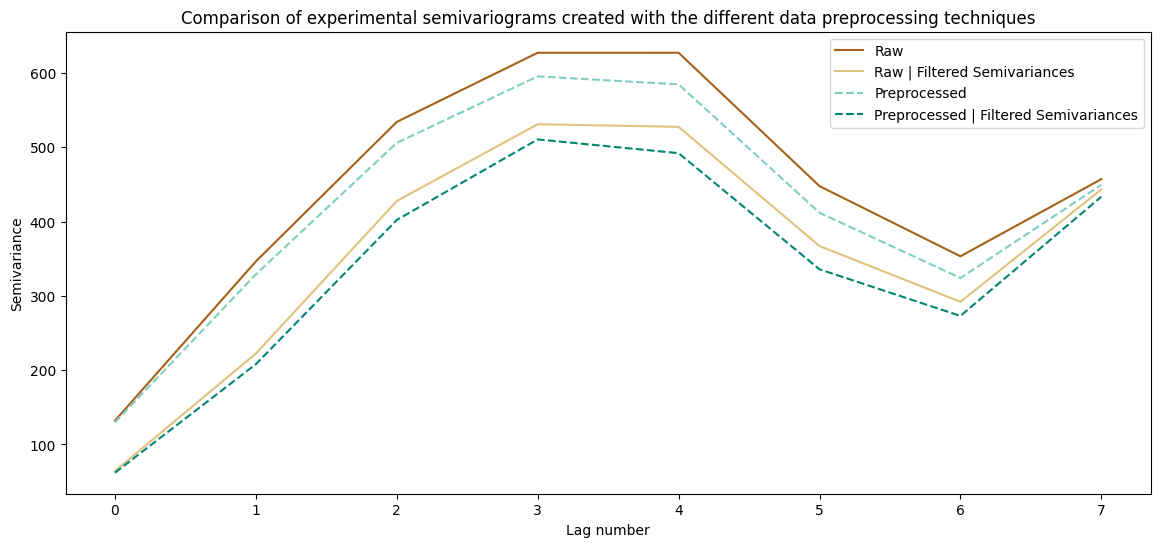 Comparison of experimental semivariograms created with the different data preprocessing techniques
Raw
Raw | Filtered Semivariances
Preprocessed
Preprocessed | Filtered Semivariances
Semivariance
600
500
400
300
200
100
0 1 2 3 4 5 6 7
Lag number